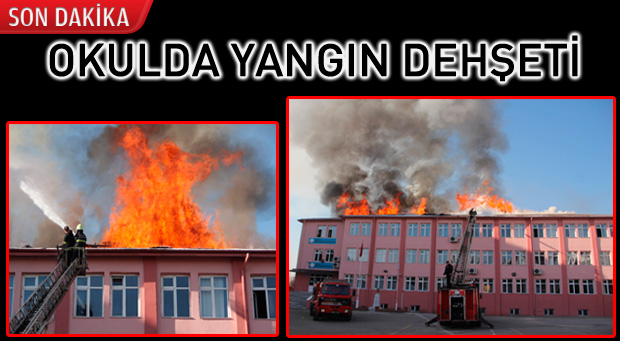 SON DAKİKA
OKULDA YANGIN DEHŞETİ